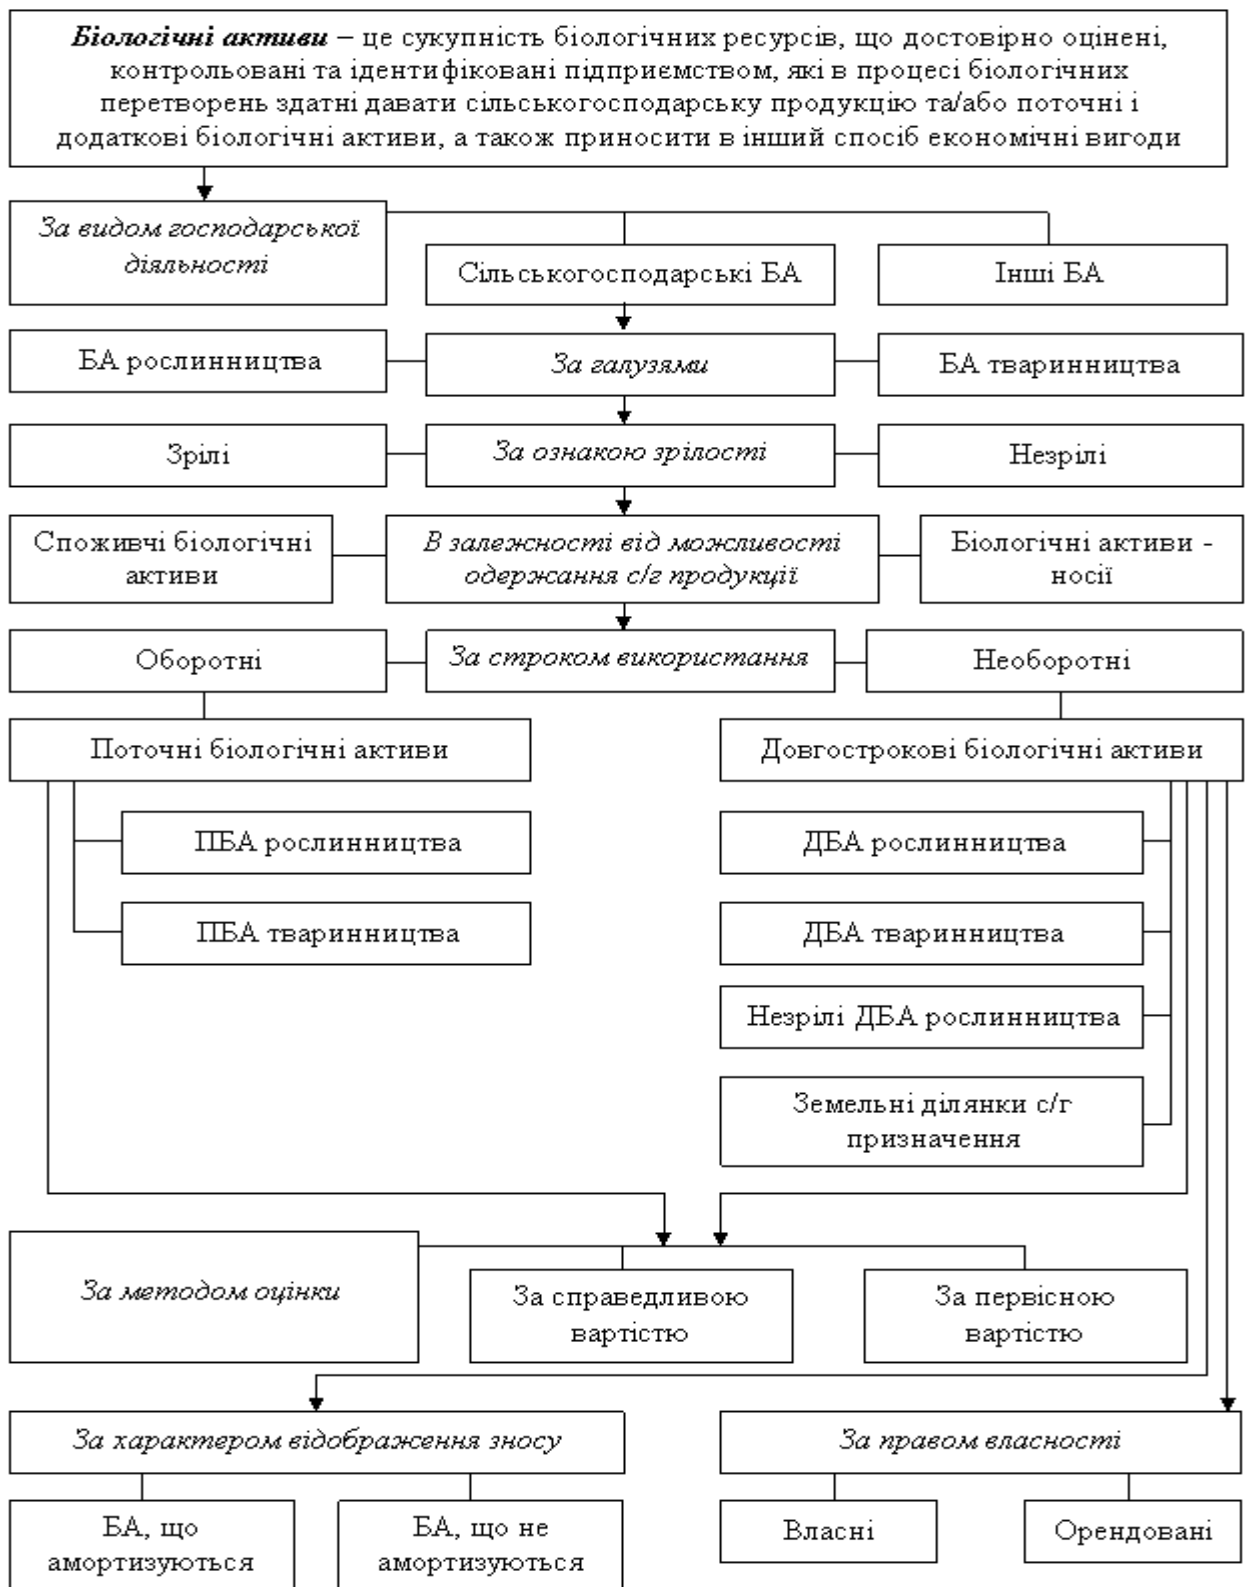 Біологічні активи – це сукупність біологічних ресурсів, що достовірно оцінені,
контрольовані та ідентифіковані підприємством, які в процесі біологічних
перетворень здатні давати сільськогосподарську продукцію та/або поточні і
додаткові біологічні активи, а також приносити в інший спосіб економічні вигоди
За видом господарської
діяльності
Сільськогосподарські БА
Інші БА
БА рослинництва
За галузями
БА тваринництва
Зрілі
За ознакою зрілості
Незрілі
Споживчі біологічні
активи
В залежності від можливості
одержання с/г продукції
Біологічні активи -
носії
Оборотні
За строком використання
Необоротні
Поточні біологічні активи
Довгострокові біологічні активи
ПБА рослинництва
ДБА рослинництва
ПБА тваринництва
ДБА тваринництва
Незрілі ДБА рослинництва
Земельні ділянки с/г
призначення
За методом оцінки
За справедливою
вартістю
За первісною
вартістю
За характером відображення зносу
За правом власності
БА, що
амортизуються
БА, що не
амортизуються
Власні
Орендовані